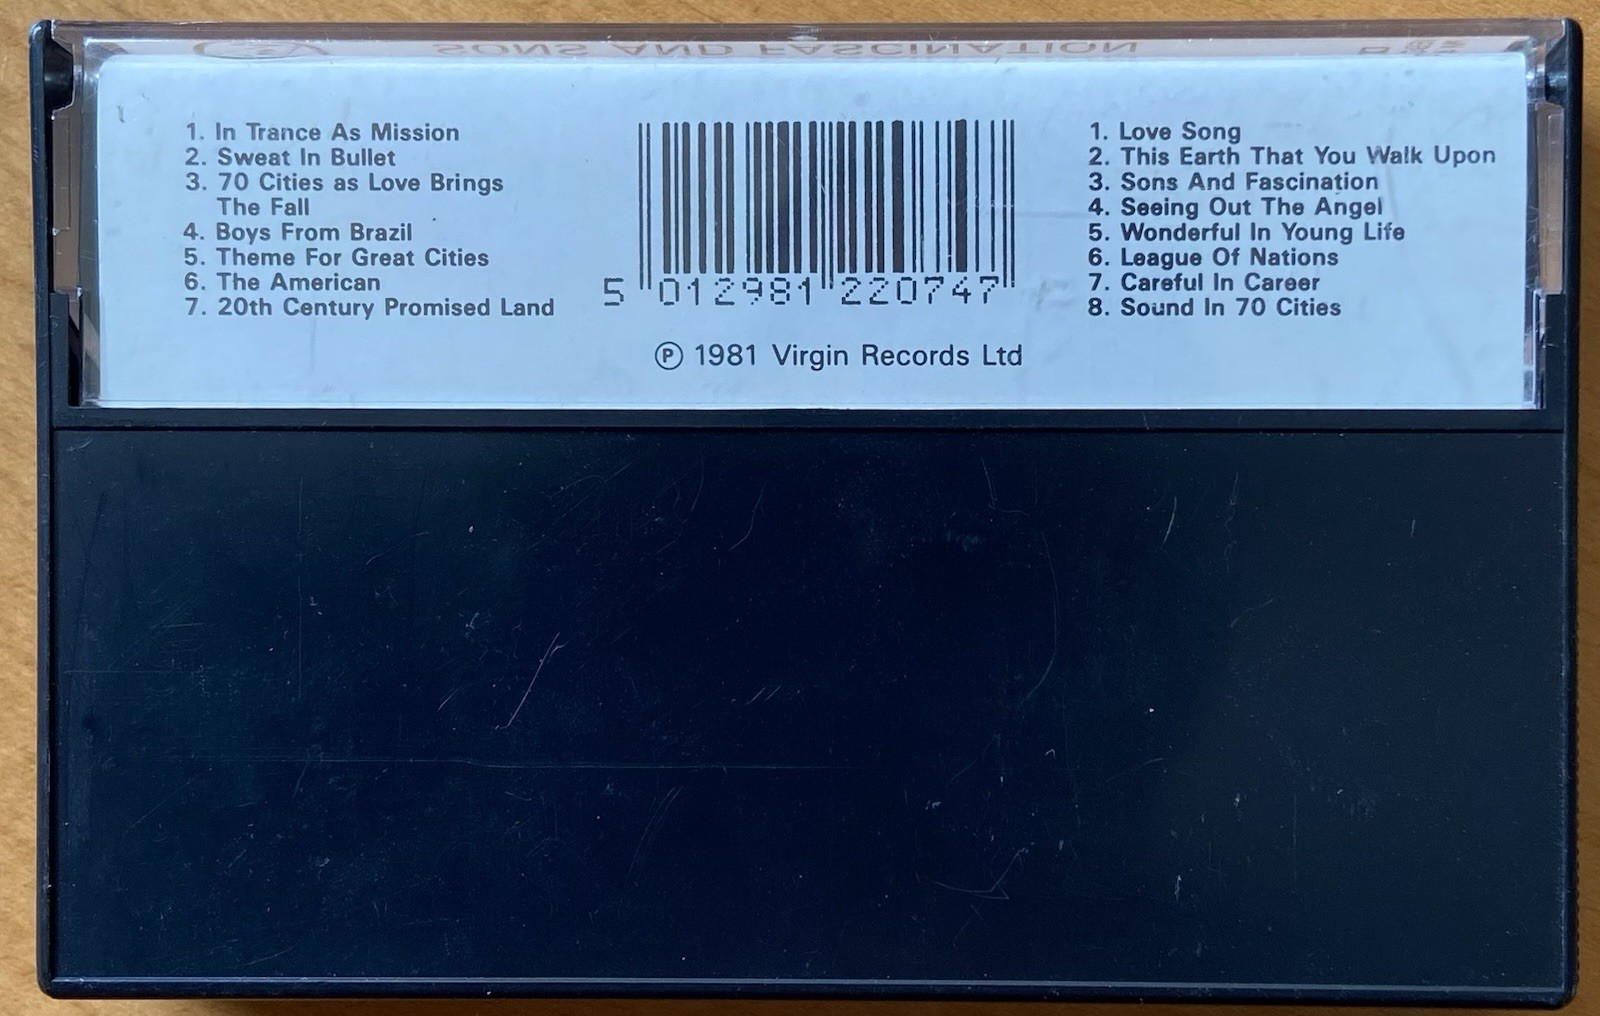 SONS AND FASCINATION
1. In Trance As Mission
2. Sweat In Bullet
3. 70 Cities as Love Brings
The Fall
4. Boys From Brazil
5. Theme For Great Cities
6. The American
7. 20th Century Promised Land
5 012981 220747
℗ 1981 Virgin Records Ltd
1. Love Song
2. This Earth That You Walk Upon
3. Sons And Fascination
4. Seeing Out The Angel
5. Wonderful In Young Life
6. League Of Nations
7. Careful In Career
8. Sound In 70 Cities